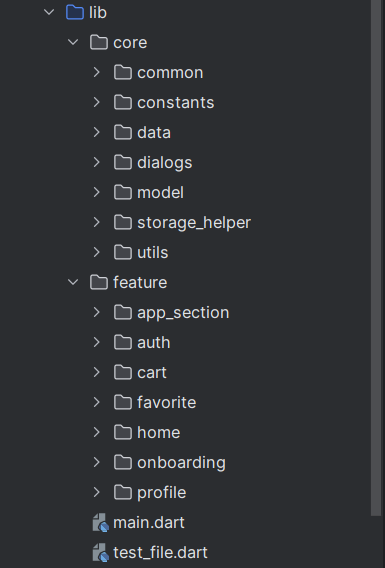 lib
core
common
constants
data
dialogs
model
storage_helper
utils
feature
app_section
auth
cart
favorite
home
onboarding
profile
main.dart
test_file.dart